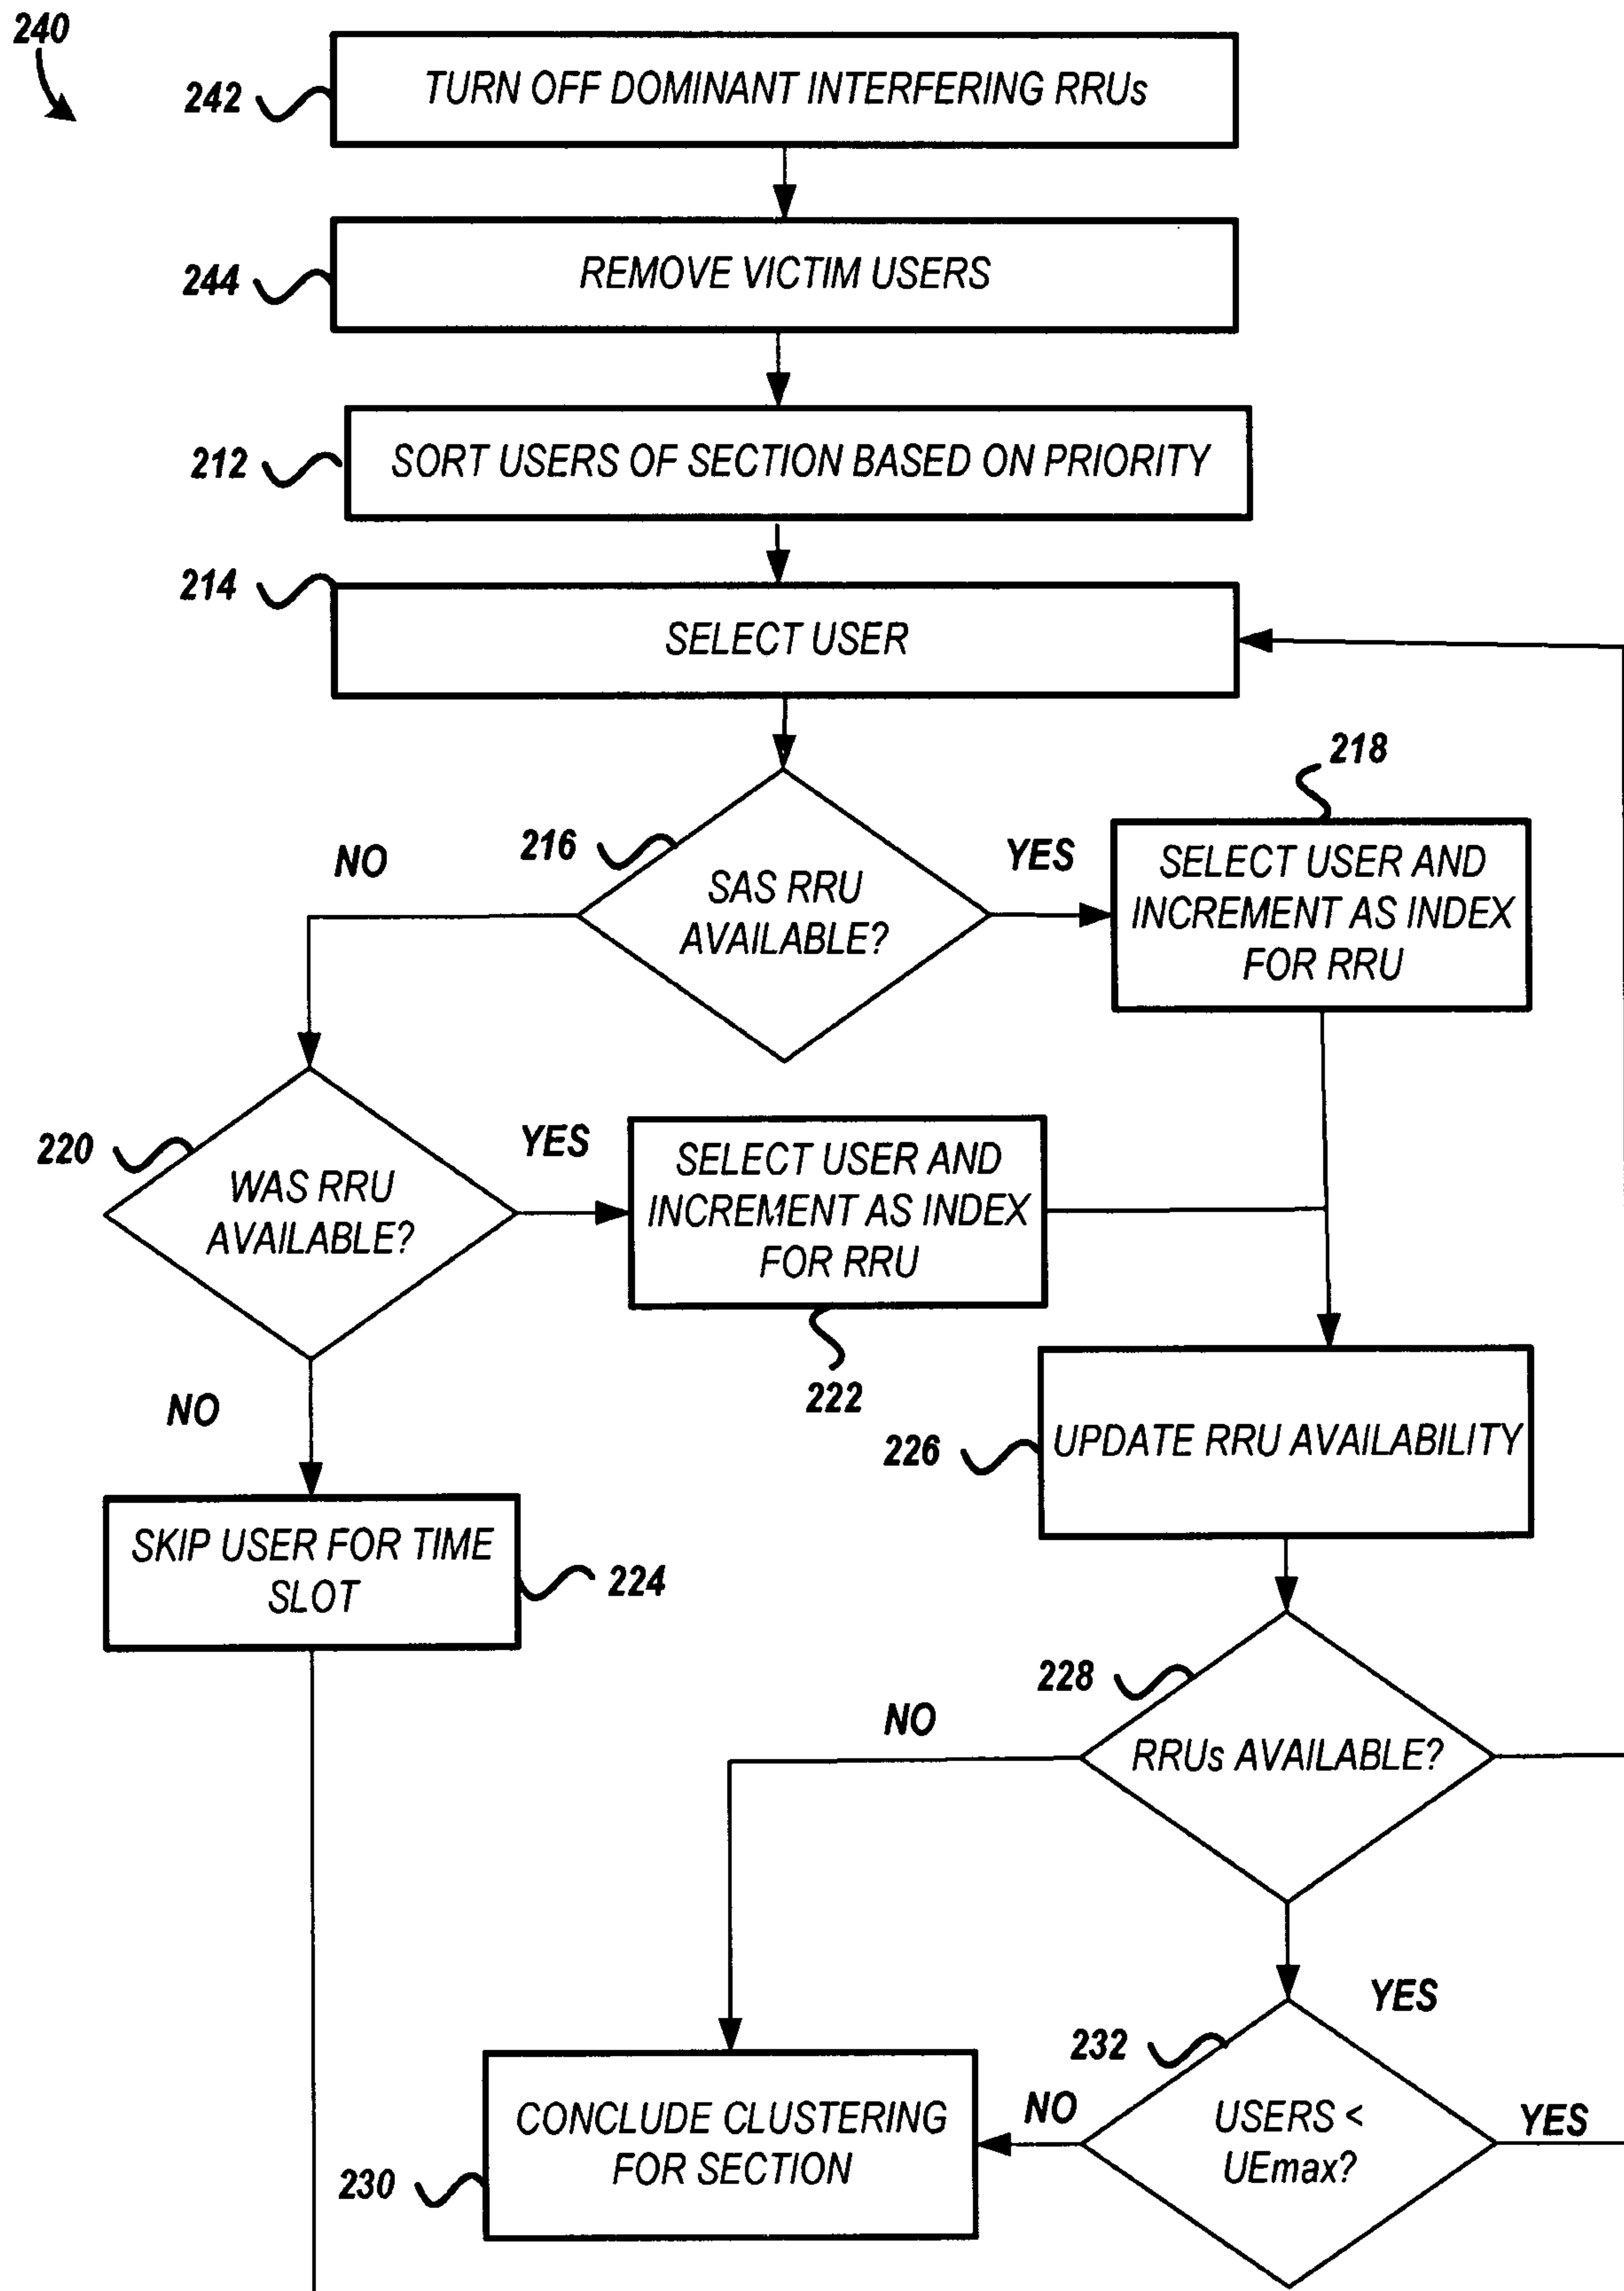 240
242
TURN OFF DOMINANT INTERFERING RRUs
244
REMOVE VICTIM USERS
212
SORT USERS OF SECTION BASED ON PRIORITY
214
SELECT USER
218
216
NO
YES
SAS RRU
AVAILABLE?
SELECT USER AND
INCREMENT AS INDEX
FOR RRU
220
YES
WAS RRU
AVAILABLE?
SELECT USER AND
INCREMENT AS INDEX
FOR RRU
222
NO
226
UPDATE RRU AVAILABILITY
SKIP USER FOR TIME
SLOT
224
228
NO
RRUs AVAILABLE?
YES
232
USERS <
UEmax?
NO
YES
CONCLUDE CLUSTERING
FOR SECTION
230